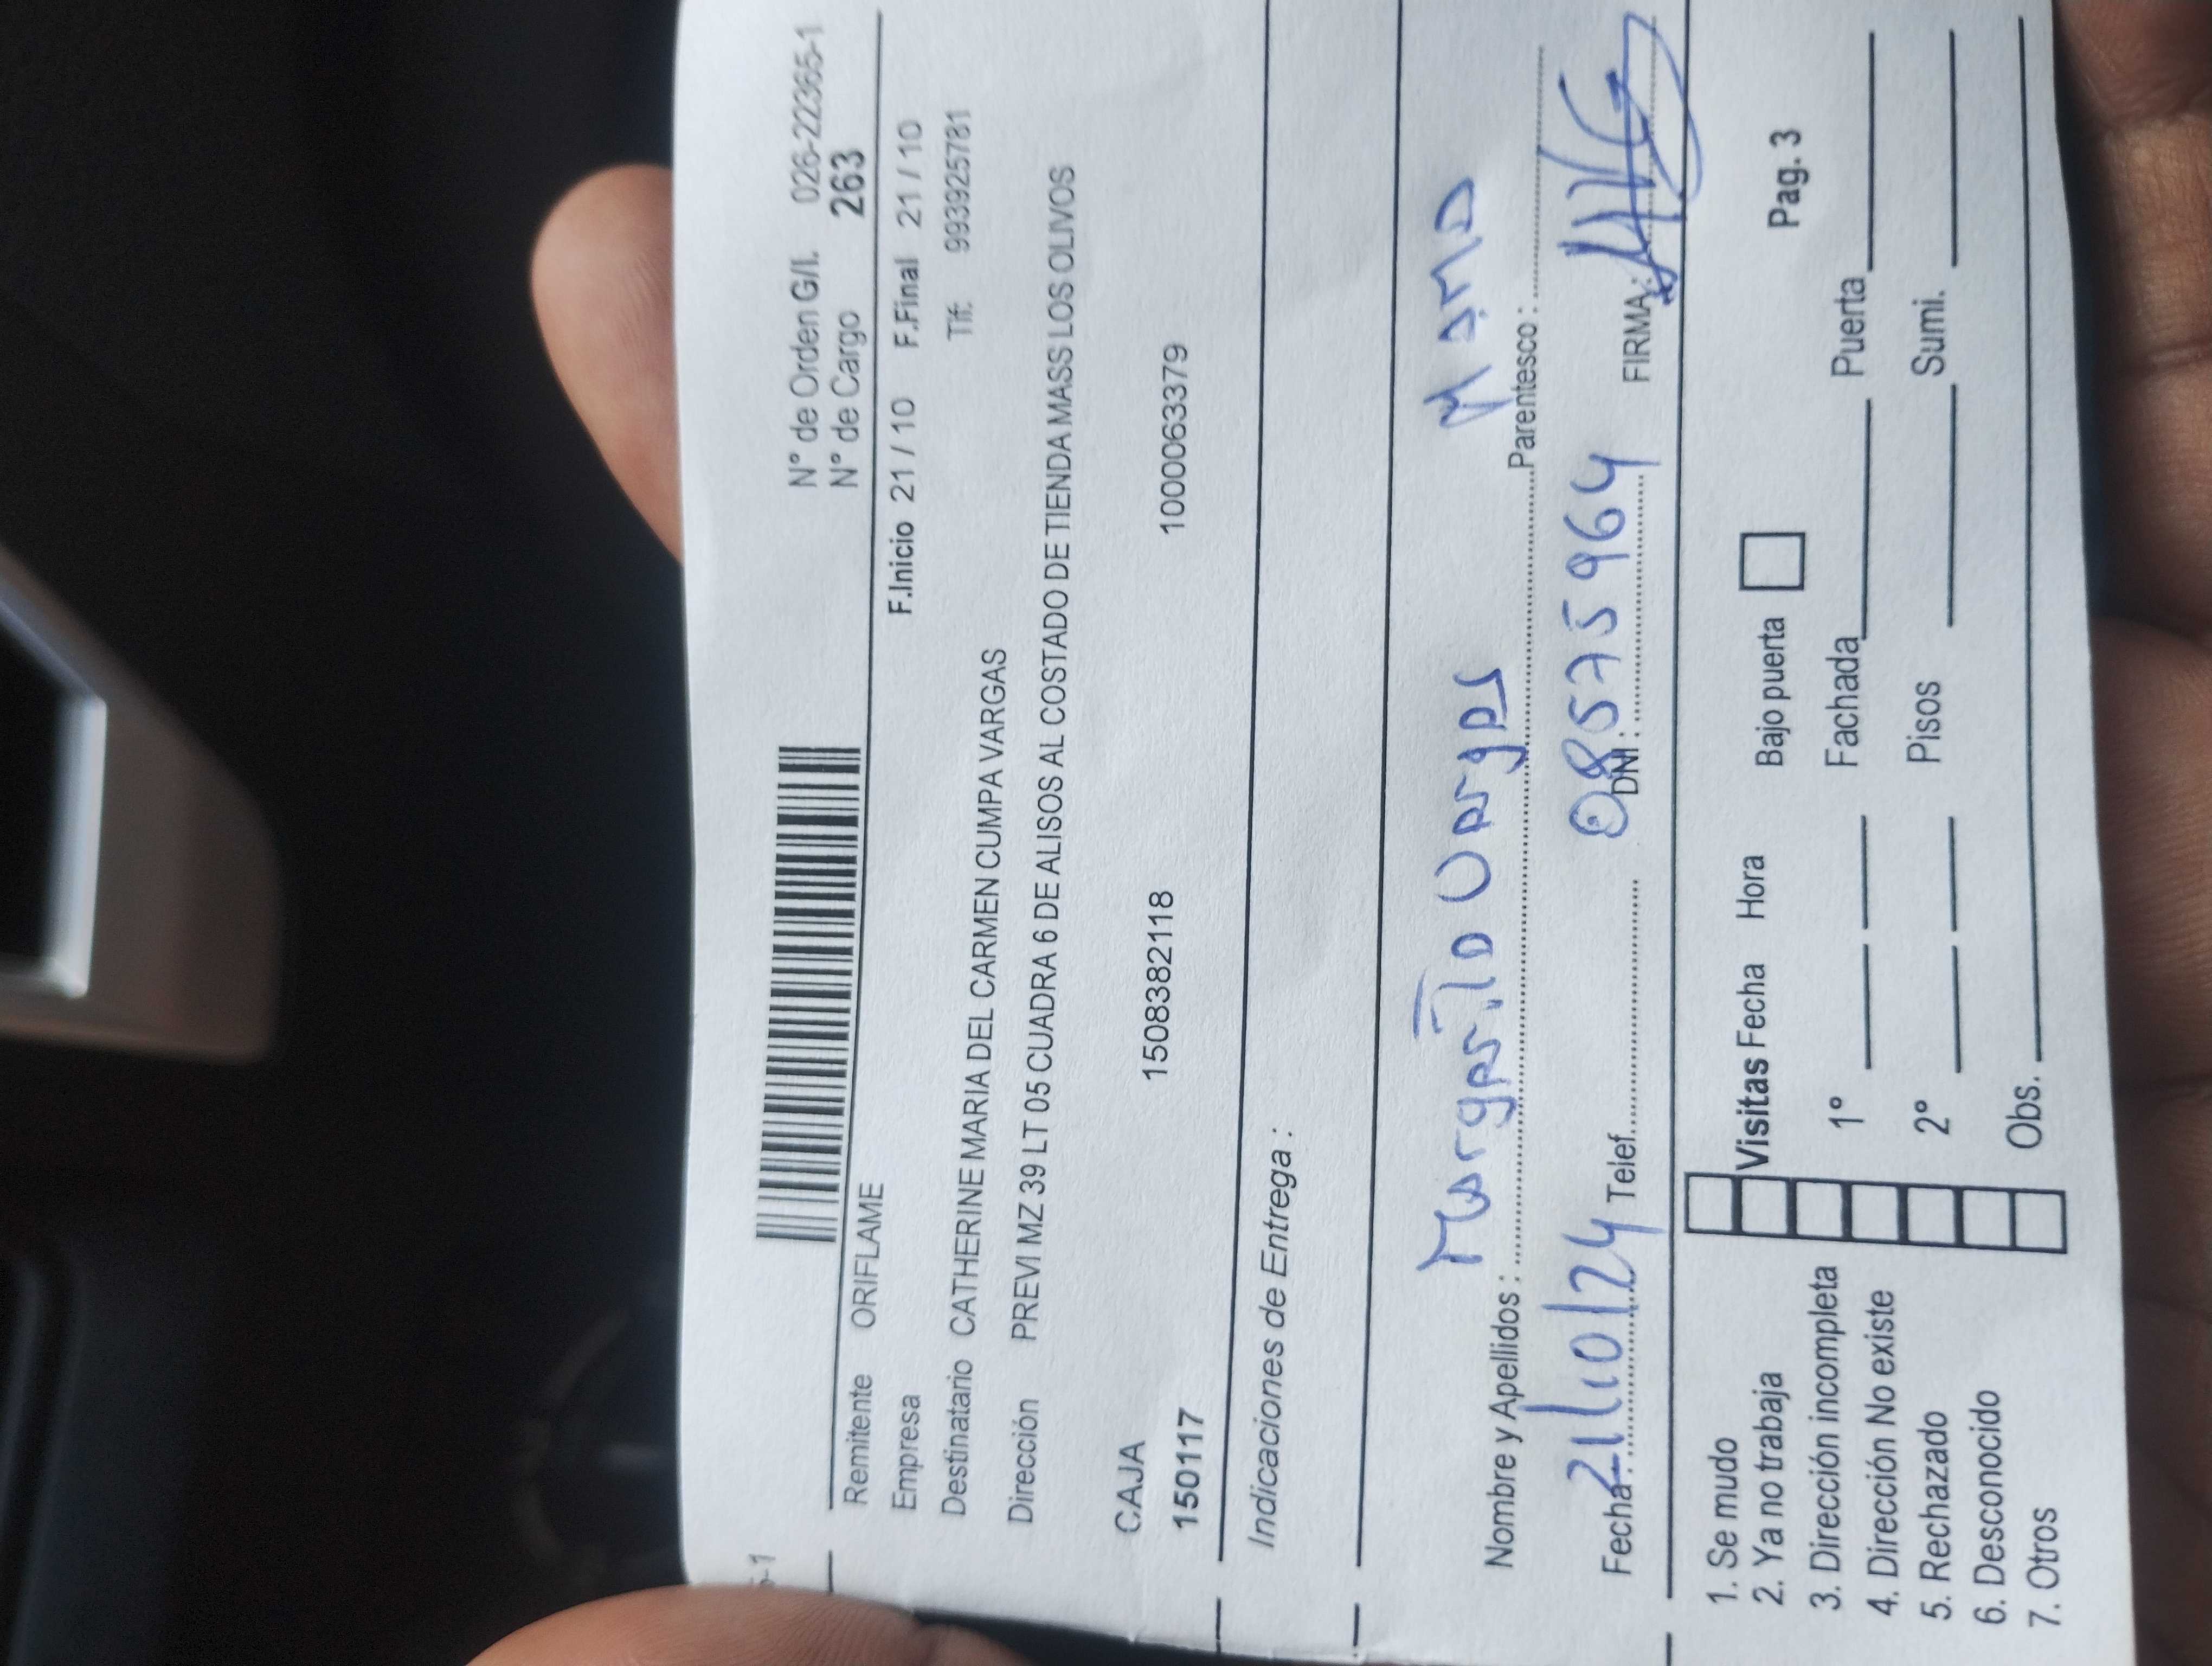 5-1
N° de Orden G/I. 026-22365-1
N° de Cargo 263
Remitente ORIFLAME
Empresa F.Inicio 21 / 10 F.Final 21 / 10
Destinatario CATHERINE MARIA DEL CARMEN CUMPA VARGAS Tlf: 993925781
Dirección PREVI MZ 39 LT 05 CUADRA 6 DE ALISOS AL COSTADO DE TIENDA MASS LOS OLIVOS
CAJA 1508382118 1000063379
150117
Indicaciones de Entrega :
Nombre y Apellidos : Margarita Vargas Parentesco : Mama
Fecha : 21/10/24 Telef. DNI : 08575964 FIRMA :
1. Se mudo
2. Ya no trabaja Visitas Fecha Hora Bajo puerta Pag. 3
3. Dirección incompleta
4. Dirección No existe 1° Fachada Puerta
5. Rechazado 2° Pisos Sumi.
6. Desconocido
7. Otros Obs.